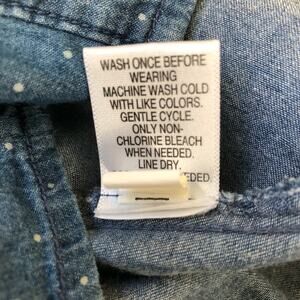 WASH ONCE BEFORE
WEARING
MACHINE WASH COLD
WITH LIKE COLORS.
GENTLE CYCLE.
ONLY NON-
CHLORINE BLEACH
WHEN NEEDED.
LINE DRY.